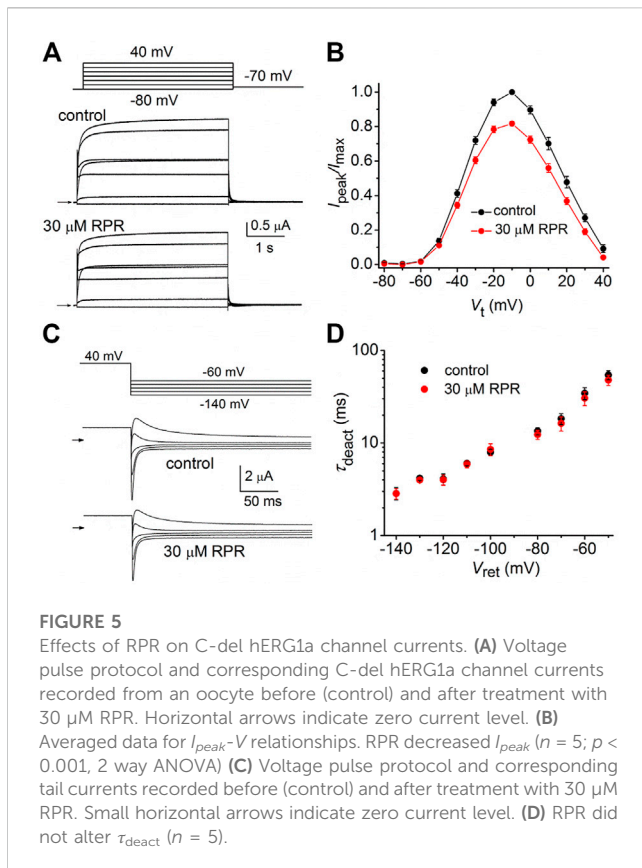 A
40 mV
-70 mV
-80 mV
control
30 µM RPR
0.5 µA
1 s
B
1.0
0.8
0.6
0.4
0.2
0.0
Ipeak/Imax
control
30 µM RPR
-80 -60 -40 -20 0 20 40
Vt (mV)
C
40 mV
-60 mV
-140 mV
control
2 µA
50 ms
30 µM RPR
D
control
30 µM RPR
100
10
1
τdeact (ms)
-140 -120 -100 -80 -60
Vret (mV)
FIGURE 5
Effects of RPR on C-del hERG1a channel currents. (A) Voltage
pulse protocol and corresponding C-del hERG1a channel currents
recorded from an oocyte before (control) and after treatment with
30 µM RPR. Horizontal arrows indicate zero current level. (B)
Averaged data for Ipeak-V relationships. RPR decreased Ipeak (n = 5; p <
0.001, 2 way ANOVA) (C) Voltage pulse protocol and corresponding
tail currents recorded before (control) and after treatment with 30 µM
RPR. Small horizontal arrows indicate zero current level. (D) RPR did
not alter τdeact (n = 5).